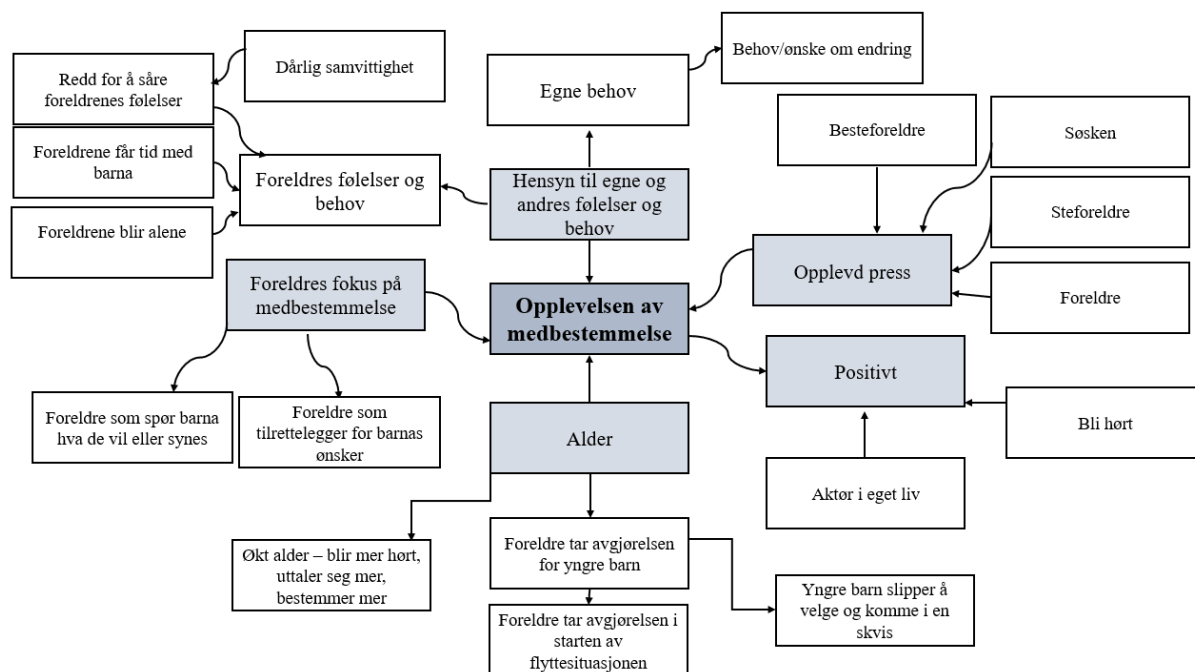 Redd for å såre
foreldrenes følelser
Dårlig samvittighet
Foreldrene får tid med
barna
Foreldrene blir alene
Foreldres følelser og
behov
Egne behov
Behov/ønske om endring
Hensyn til egne og
andres følelser og
behov
Besteforeldre
Søsken
Steforeldre
Foreldre
Opplevd press
Foreldres fokus på
medbestemmelse
Opplevelsen av
medbestemmelse
Positivt
Bli hørt
Aktør i eget liv
Foreldre som spør barna
hva de vil eller synes
Foreldre som
tilrettelegger for barnas
ønsker
Alder
Økt alder – blir mer hørt,
uttaler seg mer,
bestemmer mer
Foreldre tar avgjørelsen
for yngre barn
Foreldre tar avgjørelsen i
starten av
flyttesituasjonen
Yngre barn slipper å
velge og komme i en
skvis